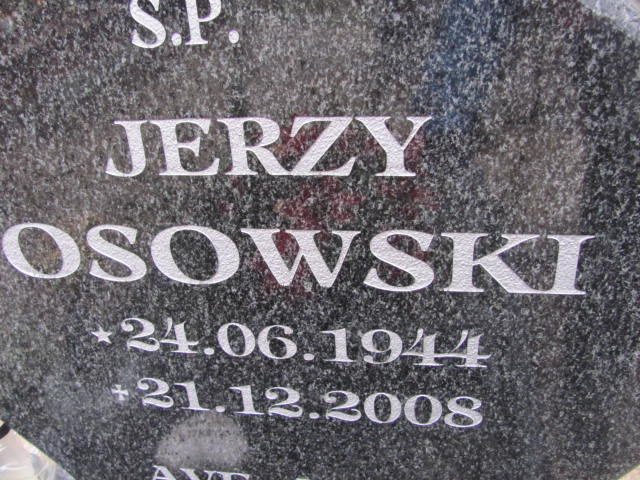 S.P.
JERZY
OSOWSKI
★24.06.1944
+21.12.2008